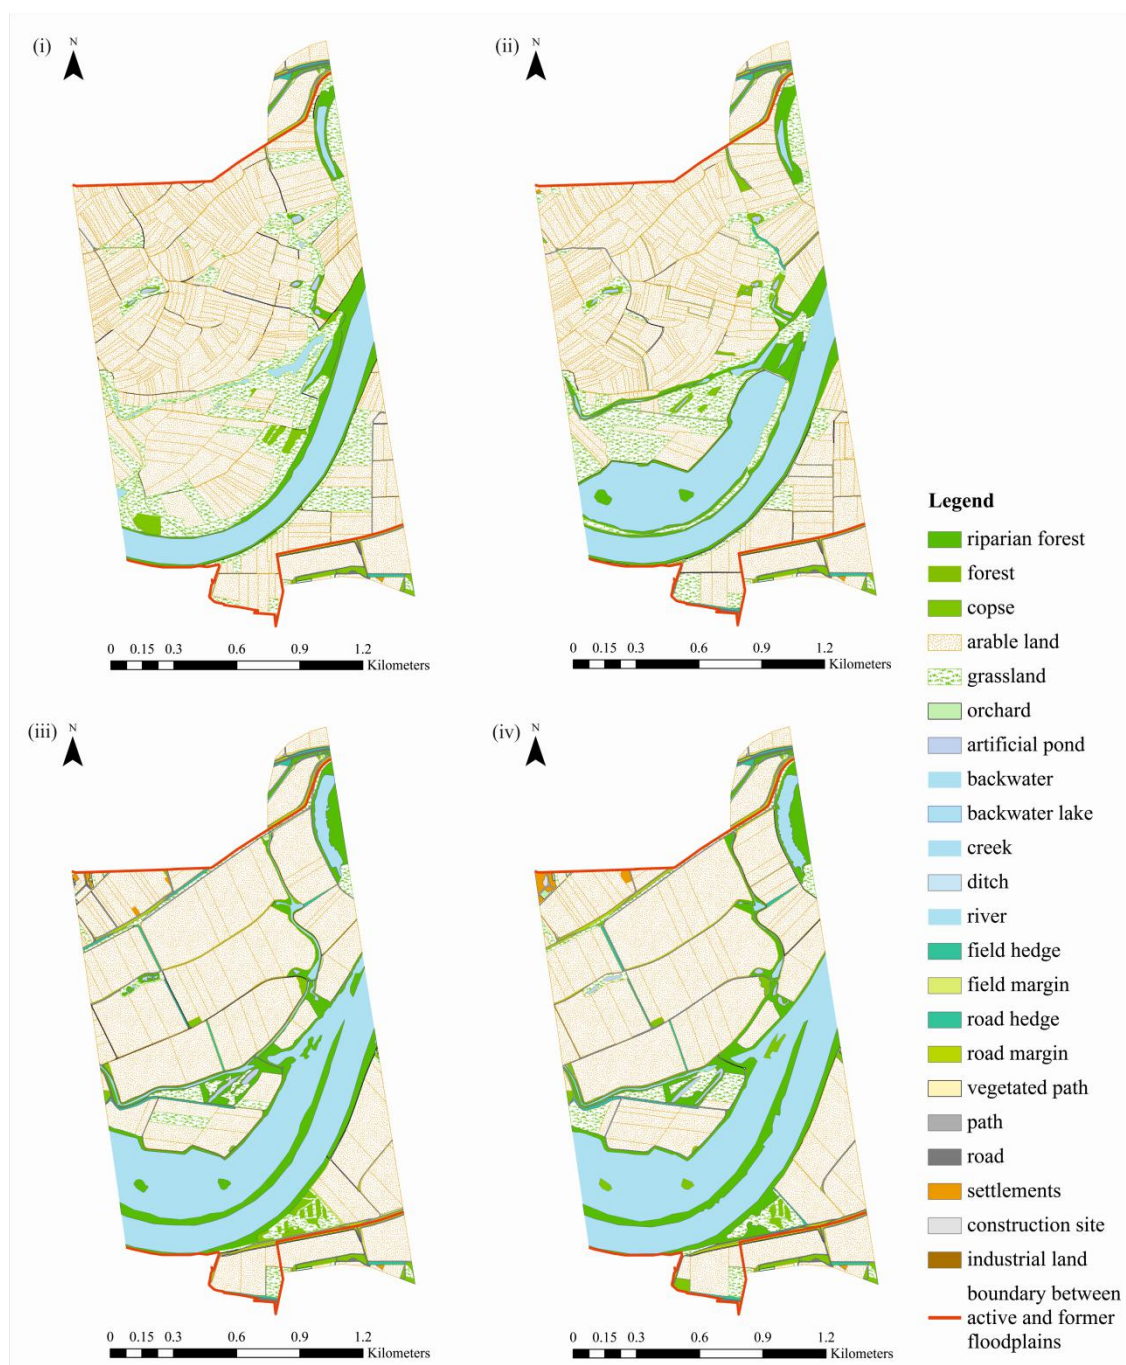 (i)
N
(ii)
N
0 0.15 0.3 0.6 0.9 1.2
Kilometers
0 0.15 0.3 0.6 0.9 1.2
Kilometers
(iii)
N
(iv)
N
0 0.15 0.3 0.6 0.9 1.2
Kilometers
0 0.15 0.3 0.6 0.9 1.2
Kilometers
Legend
riparian forest
forest
copse
arable land
grassland
orchard
artificial pond
backwater
backwater lake
creek
ditch
river
field hedge
field margin
road hedge
road margin
vegetated path
path
road
settlements
construction site
industrial land
boundary between
active and former
floodplains